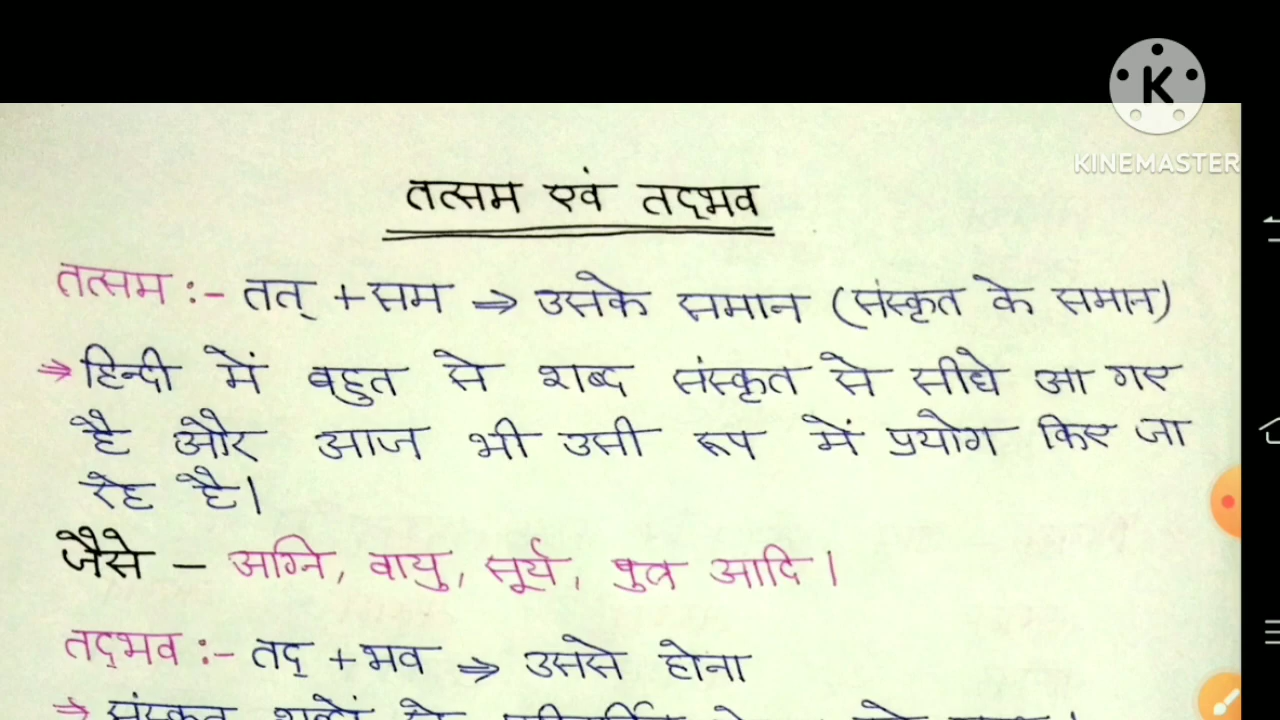 K
KINEMASTER
तत्सम एवं तद्भव
तत्सम :- तत् + सम ⇒ उसके समान (संस्कृत के समान)
⇒ हिन्दी में बहुत से शब्द संस्कृत से सीधे आ गए
है और आज भी उसी रूप में प्रयोग किए जा
रहे है।
जैसे – अग्नि, वायु, सूर्य, पुत्र आदि।
तद्भव :- तद् + भव ⇒ उससे होना
⇒ संस्कृत शब्दों से